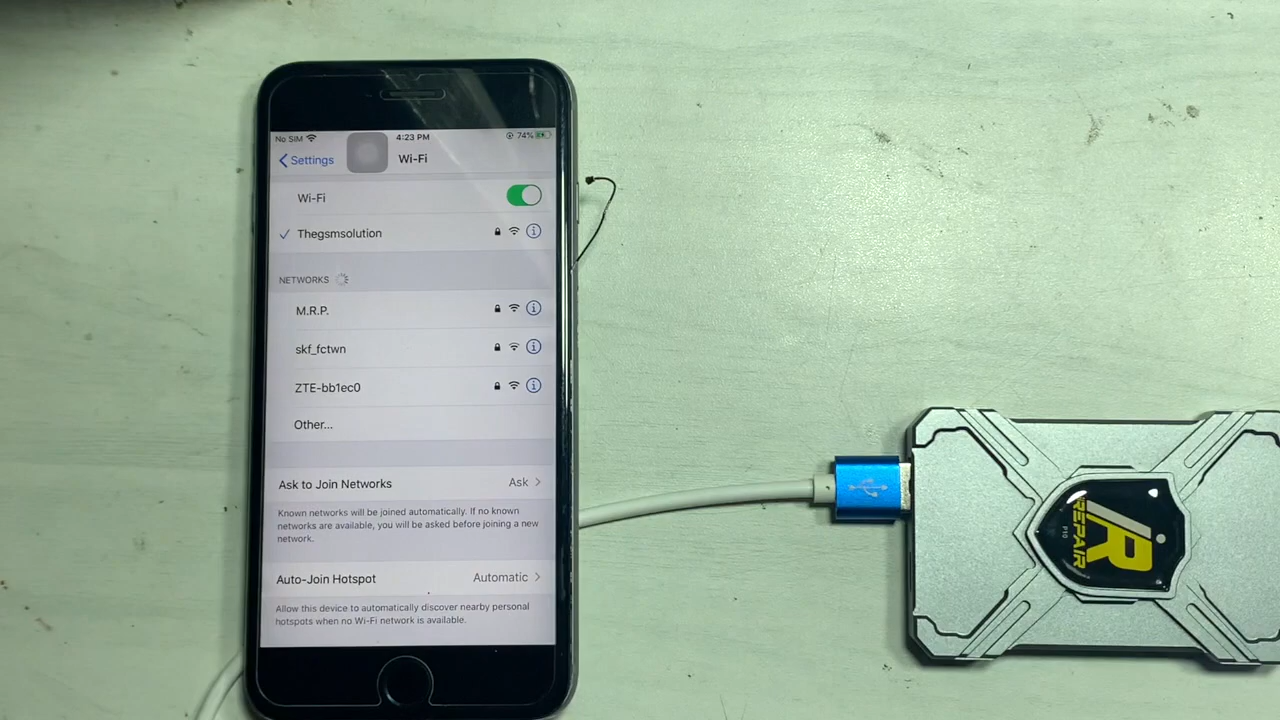 No SIM 4:23 PM 74%
Settings Wi-Fi
Wi-Fi
Thegsmsolution
NETWORKS
M.R.P.
skf_fctwn
ZTE-bb1ec0
Other...
Ask to Join Networks Ask
Known networks will be joined automatically. If no known
networks are available, you will be asked before joining a new
network.
Auto-Join Hotspot Automatic
Allow this device to automatically discover nearby personal
hotspots when no Wi-Fi network is available.
iR
REPAIR
P10